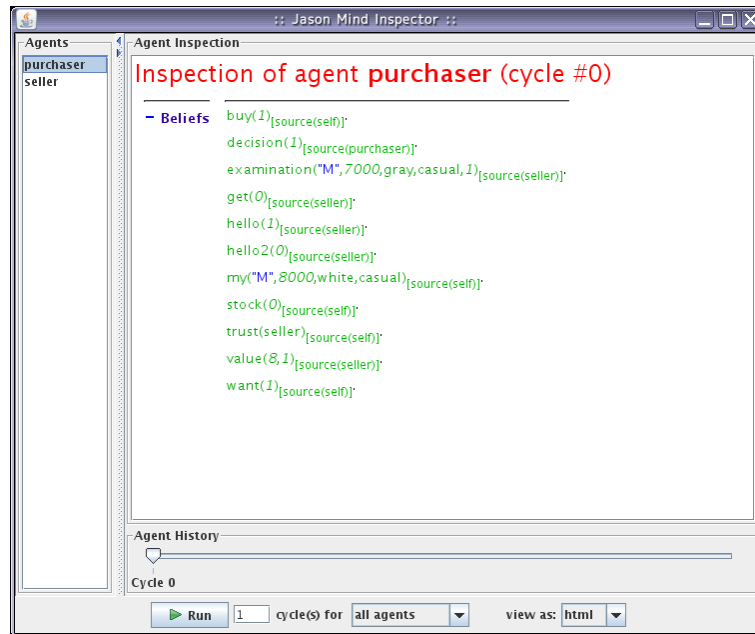 :: Jason Mind Inspector ::
Agents
purchaser
seller
Agent Inspection
Inspection of agent purchaser (cycle #0)
− Beliefs
buy(1)[source(self)].
decision(1)[source(purchaser)].
examination("M",7000,gray,casual,1)[source(seller)].
get(0)[source(seller)].
hello(1)[source(seller)].
hello2(0)[source(seller)].
my("M",8000,white,casual)[source(self)].
stock(0)[source(self)].
trust(seller)[source(self)].
value(8,1)[source(seller)].
want(1)[source(self)].
Agent History
Cycle 0
Run 1 cycle(s) for all agents view as: html